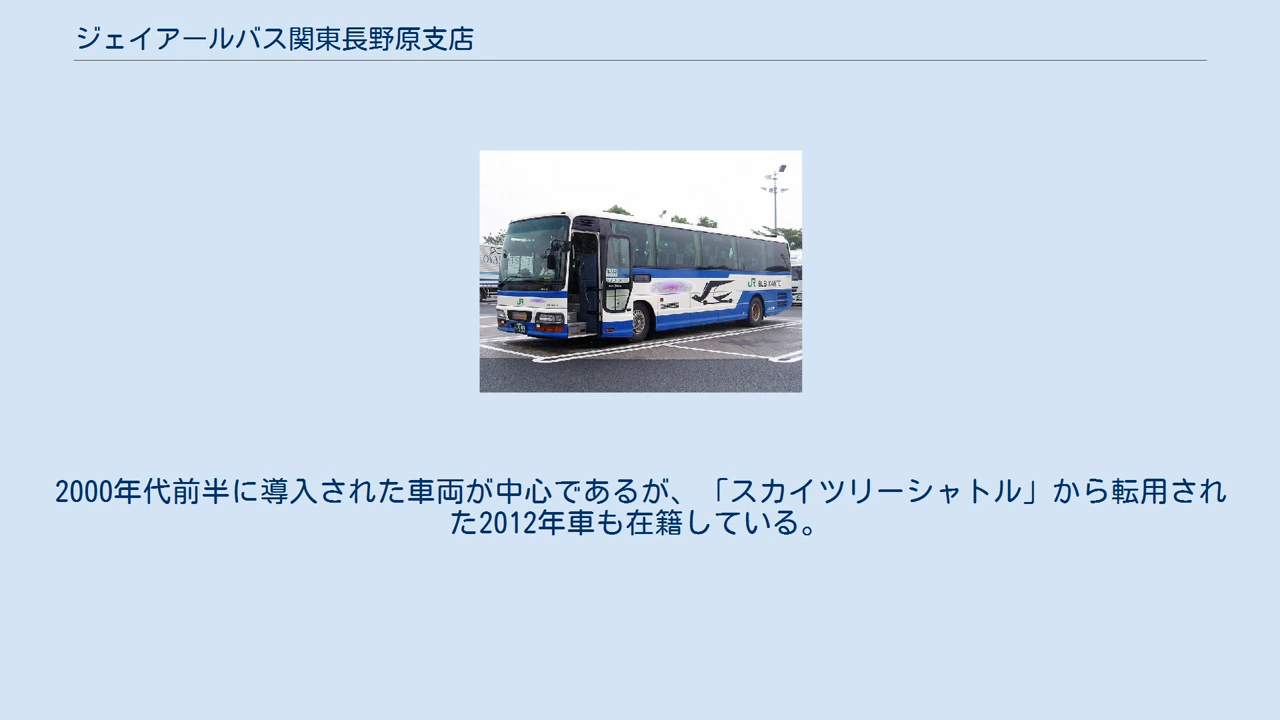 ジェイアールバス関東長野原支店
JR
2000年代前半に導入された車両が中心であるが、「スカイツリーシャトル」から転用され
た2012年車も在籍している。